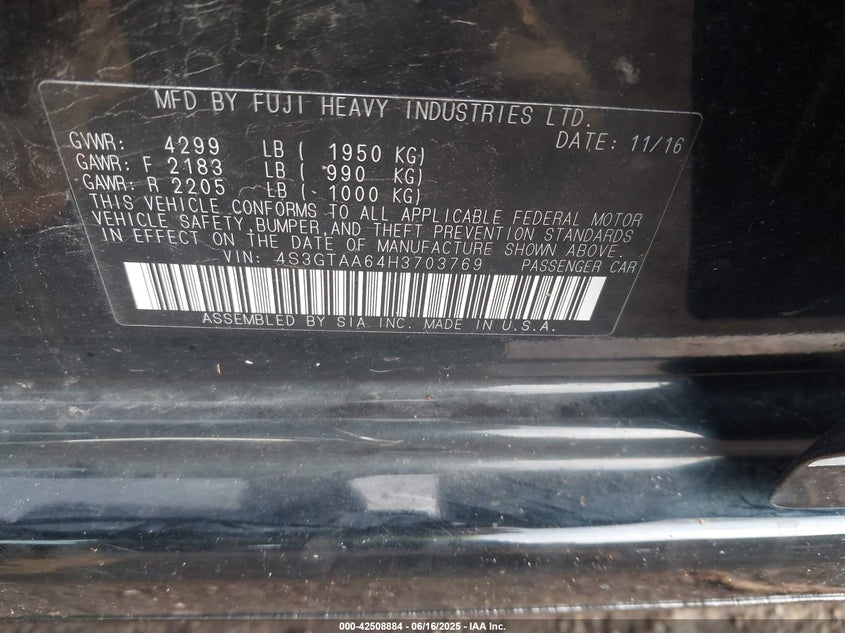 MFD BY FUJI HEAVY INDUSTRIES LTD.
GVWR: 4299 LB ( 1950 KG) DATE: 11/16
GAWR: F 2183 LB ( 990 KG)
GAWR: R 2205 LB ( 1000 KG)
THIS VEHICLE CONFORMS TO ALL APPLICABLE FEDERAL MOTOR
VEHICLE SAFETY, BUMPER, AND THEFT PREVENTION STANDARDS
IN EFFECT ON THE DATE OF MANUFACTURE SHOWN ABOVE.
VIN: 4S3GTAA64H3703769 PASSENGER CAR
ASSEMBLED BY SIA INC. MADE IN U.S.A.
000-42508884 - 06/16/2025 - IAA Inc.